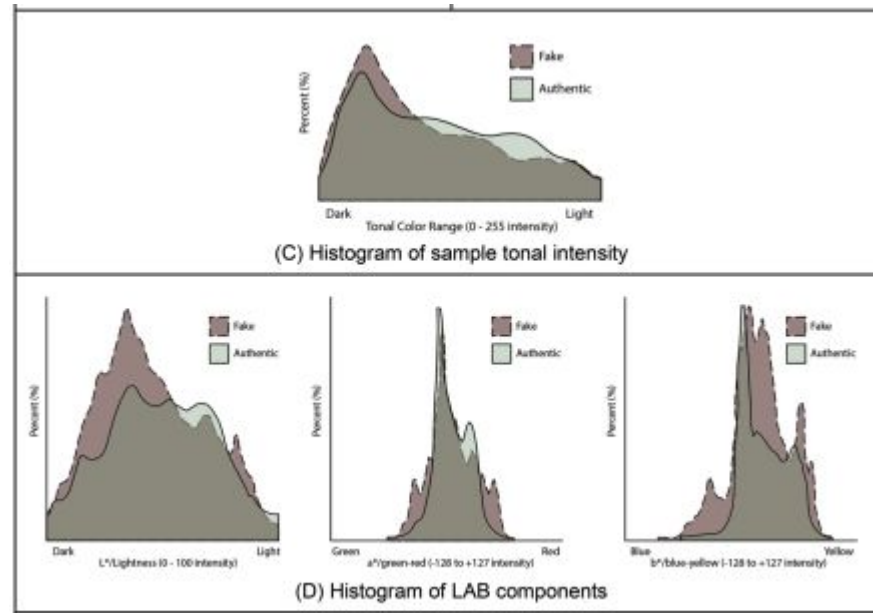 Percent (%)
Fake
Authentic
Dark
Light
Tonal Color Range (0 - 255 intensity)
(C) Histogram of sample tonal intensity
Percent (%)
Fake
Authentic
Dark
Light
L*/Lightness (0 - 100 intensity)
Percent (%)
Fake
Authentic
Green
Red
a*/green-red (-128 to +127 intensity)
Percent (%)
Fake
Authentic
Blue
Yellow
b*/blue-yellow (-128 to +127 intensity)
(D) Histogram of LAB components